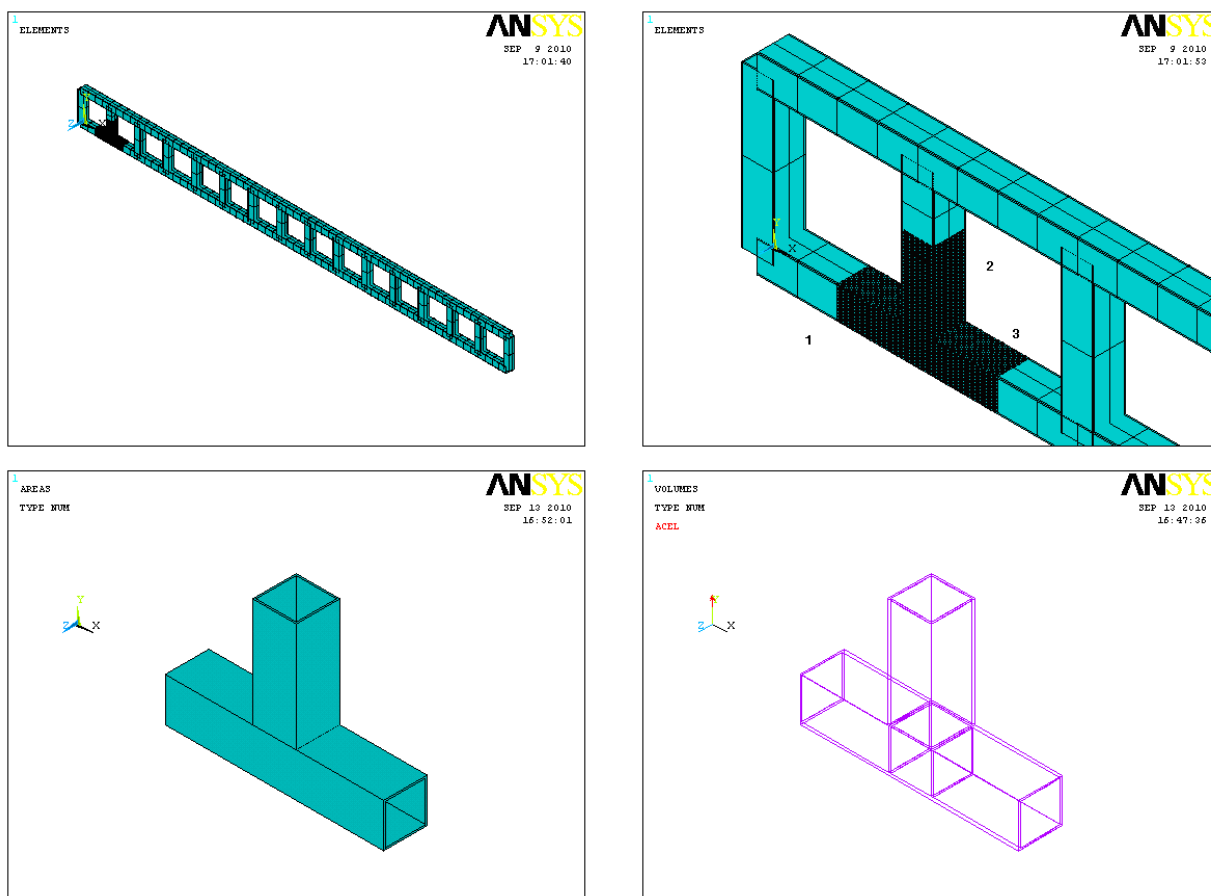 1
ELEMENTS
ANSYS
SEP 9 2010
17:01:40
Y
Z
X
1
ELEMENTS
ANSYS
SEP 9 2010
17:01:53
Y
X
2
3
1
1
AREAS
TYPE NUM
ANSYS
SEP 13 2010
16:52:01
Y
Z
X
1
VOLUMES
TYPE NUM
ACEL
ANSYS
SEP 13 2010
16:47:36
Y
Z
X